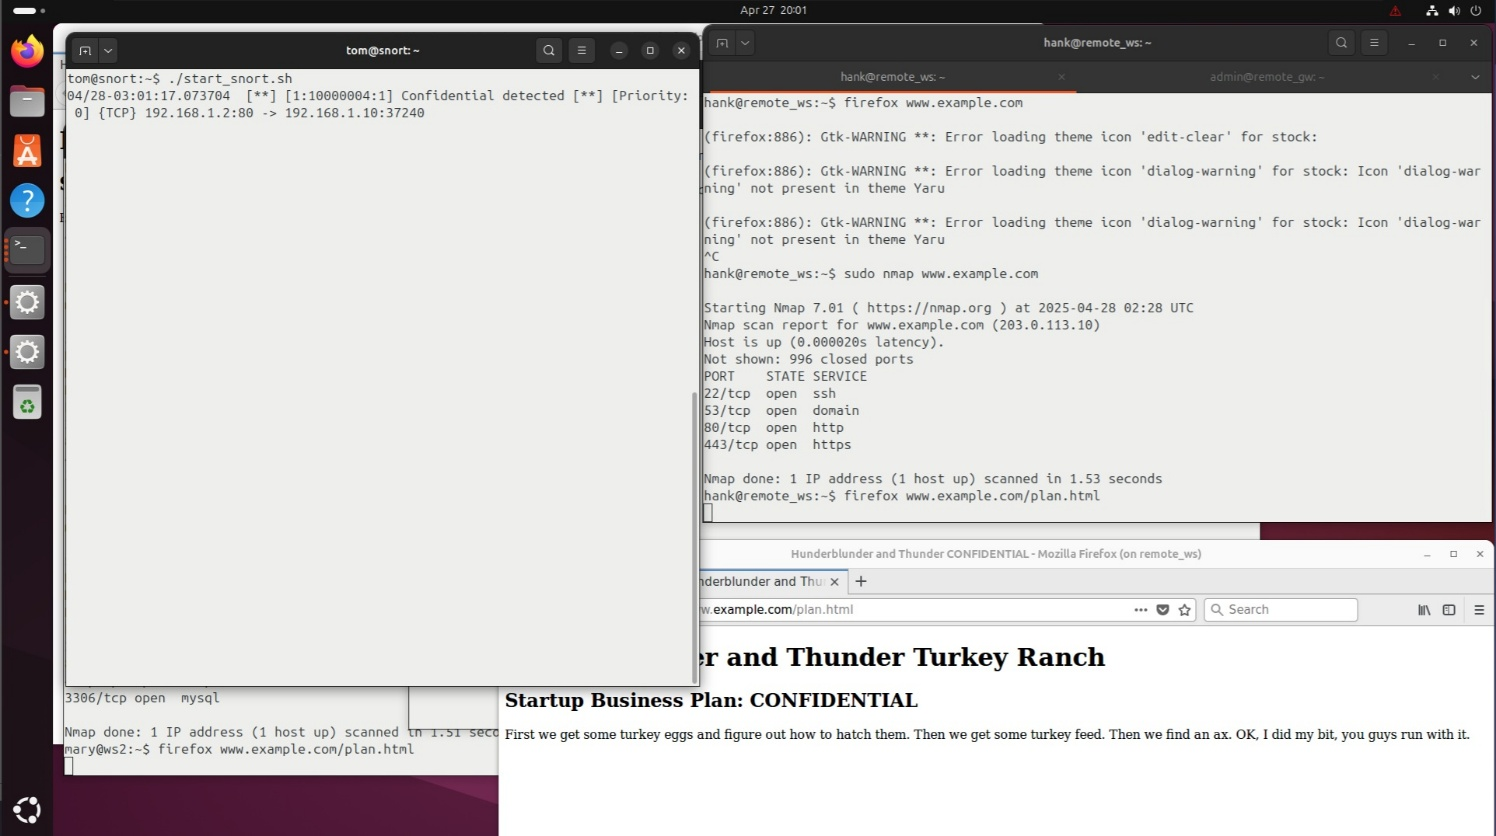 Apr 27 20:01
tom@snort: ~
tom@snort:~$ ./start_snort.sh
04/28-03:01:17.073704  [**] [1:10000004:1] Confidential detected [**] [Priority:
 0] {TCP} 192.168.1.2:80 -> 192.168.1.10:37240
3306/tcp open  mysql
Nmap done: 1 IP address (1 host up) scanned in 1.51 seco
mary@ws2:~$ firefox www.example.com/plan.html
hank@remote_ws: ~
hank@remote_ws: ~
admin@remote_gw: ~
hank@remote_ws:~$ firefox www.example.com
(firefox:886): Gtk-WARNING **: Error loading theme icon 'edit-clear' for stock:
(firefox:886): Gtk-WARNING **: Error loading theme icon 'dialog-warning' for stock: Icon 'dialog-war
ning' not present in theme Yaru
(firefox:886): Gtk-WARNING **: Error loading theme icon 'dialog-warning' for stock: Icon 'dialog-war
ning' not present in theme Yaru
^C
hank@remote_ws:~$ sudo nmap www.example.com
Starting Nmap 7.01 ( https://nmap.org ) at 2025-04-28 02:28 UTC
Nmap scan report for www.example.com (203.0.113.10)
Host is up (0.000020s latency).
Not shown: 996 closed ports
PORT    STATE SERVICE
22/tcp  open  ssh
53/tcp  open  domain
80/tcp  open  http
443/tcp open  https
Nmap done: 1 IP address (1 host up) scanned in 1.53 seconds
hank@remote_ws:~$ firefox www.example.com/plan.html
Hunderblunder and Thunder CONFIDENTIAL - Mozilla Firefox (on remote_ws)
nderblunder and Thu
w.example.com/plan.html
Search
er and Thunder Turkey Ranch
Startup Business Plan: CONFIDENTIAL
First we get some turkey eggs and figure out how to hatch them. Then we get some turkey feed. Then we find an ax. OK, I did my bit, you guys run with it.